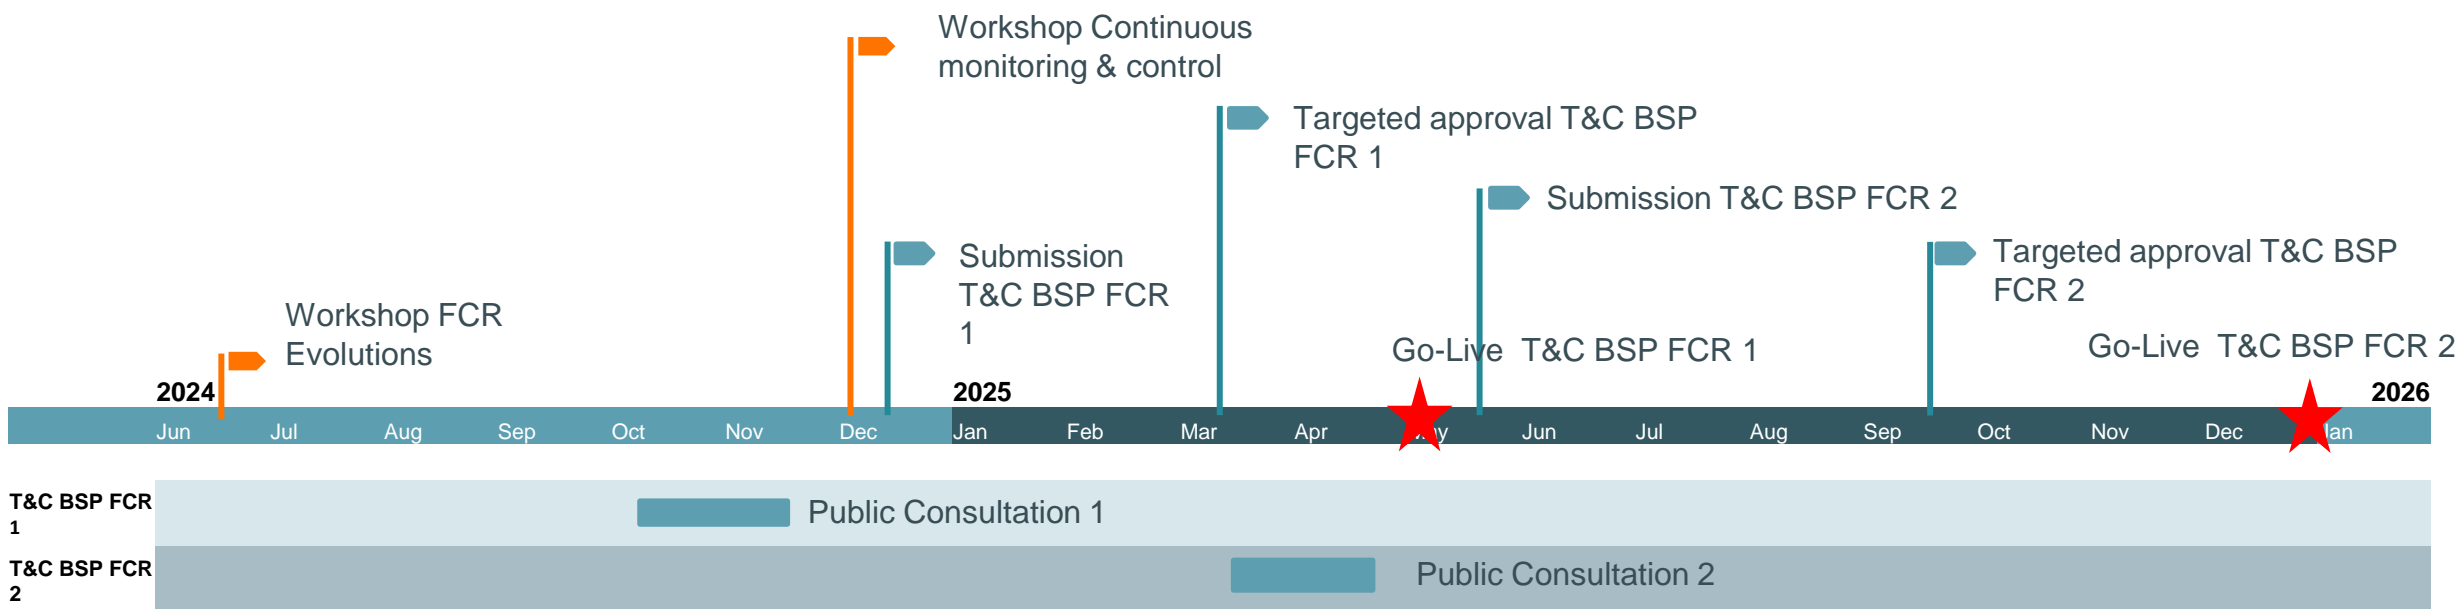 Workshop Continuous
monitoring & control
Targeted approval T&C BSP
FCR 1
Submission T&C BSP FCR 2
Submission
T&C BSP FCR
1
Targeted approval T&C BSP
FCR 2
Workshop FCR
Evolutions
Go-Live T&C BSP FCR 1
Go-Live T&C BSP FCR 2
2024
2025
2026
Jun Jul Aug Sep Oct Nov Dec Jan Feb Mar Apr May Jun Jul Aug Sep Oct Nov Dec Jan
T&C BSP FCR
1
Public Consultation 1
T&C BSP FCR
2
Public Consultation 2